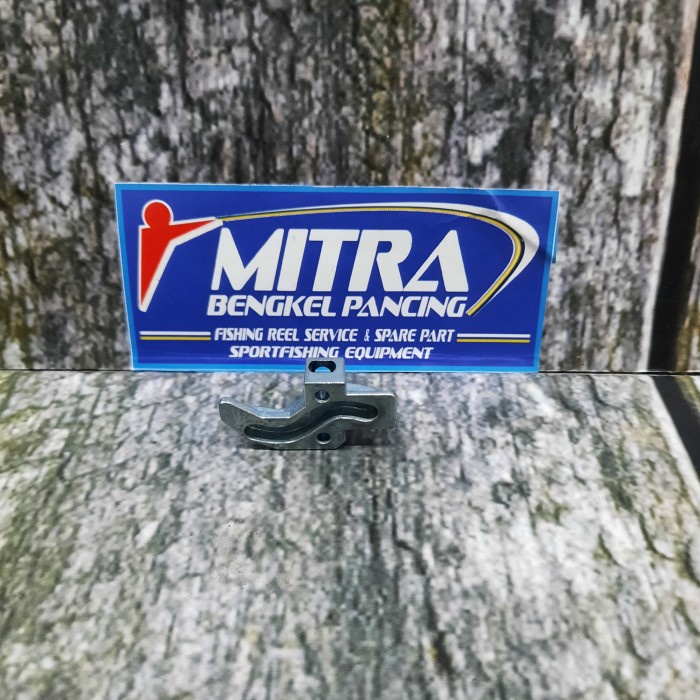 MITRA
BENGKEL PANCING
FISHING REEL SERVICE & SPARE PART
SPORTFISHING EQUIPMENT